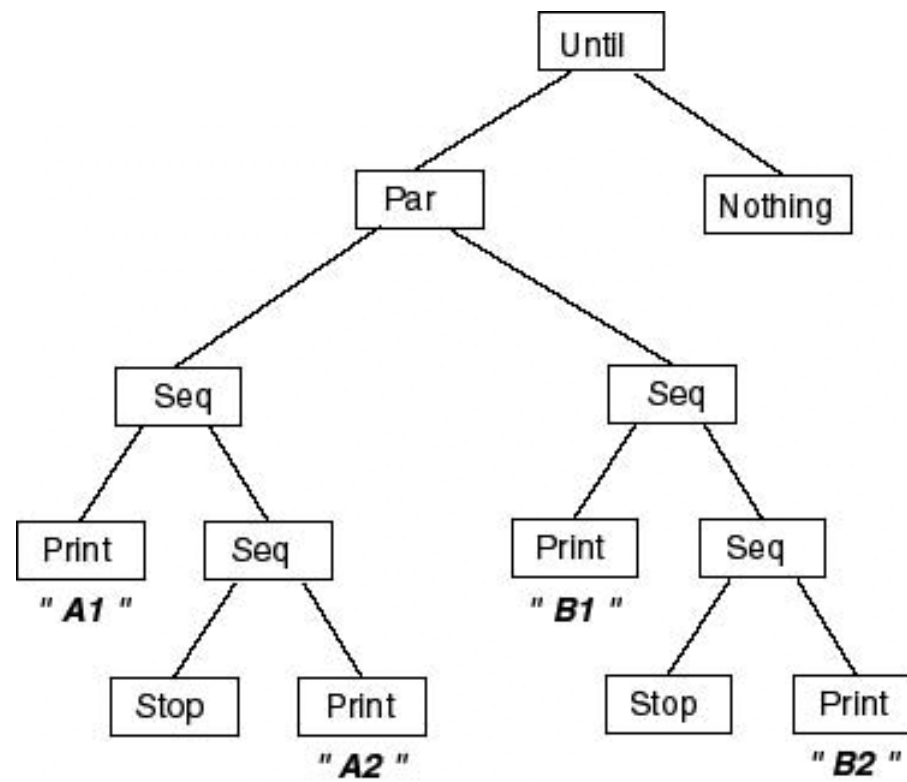 Until
Par
Nothing
Seq
Seq
Print
Seq
Print
Seq
" A1 "
" B1 "
Stop
Print
Stop
Print
" A2 "
" B2 "